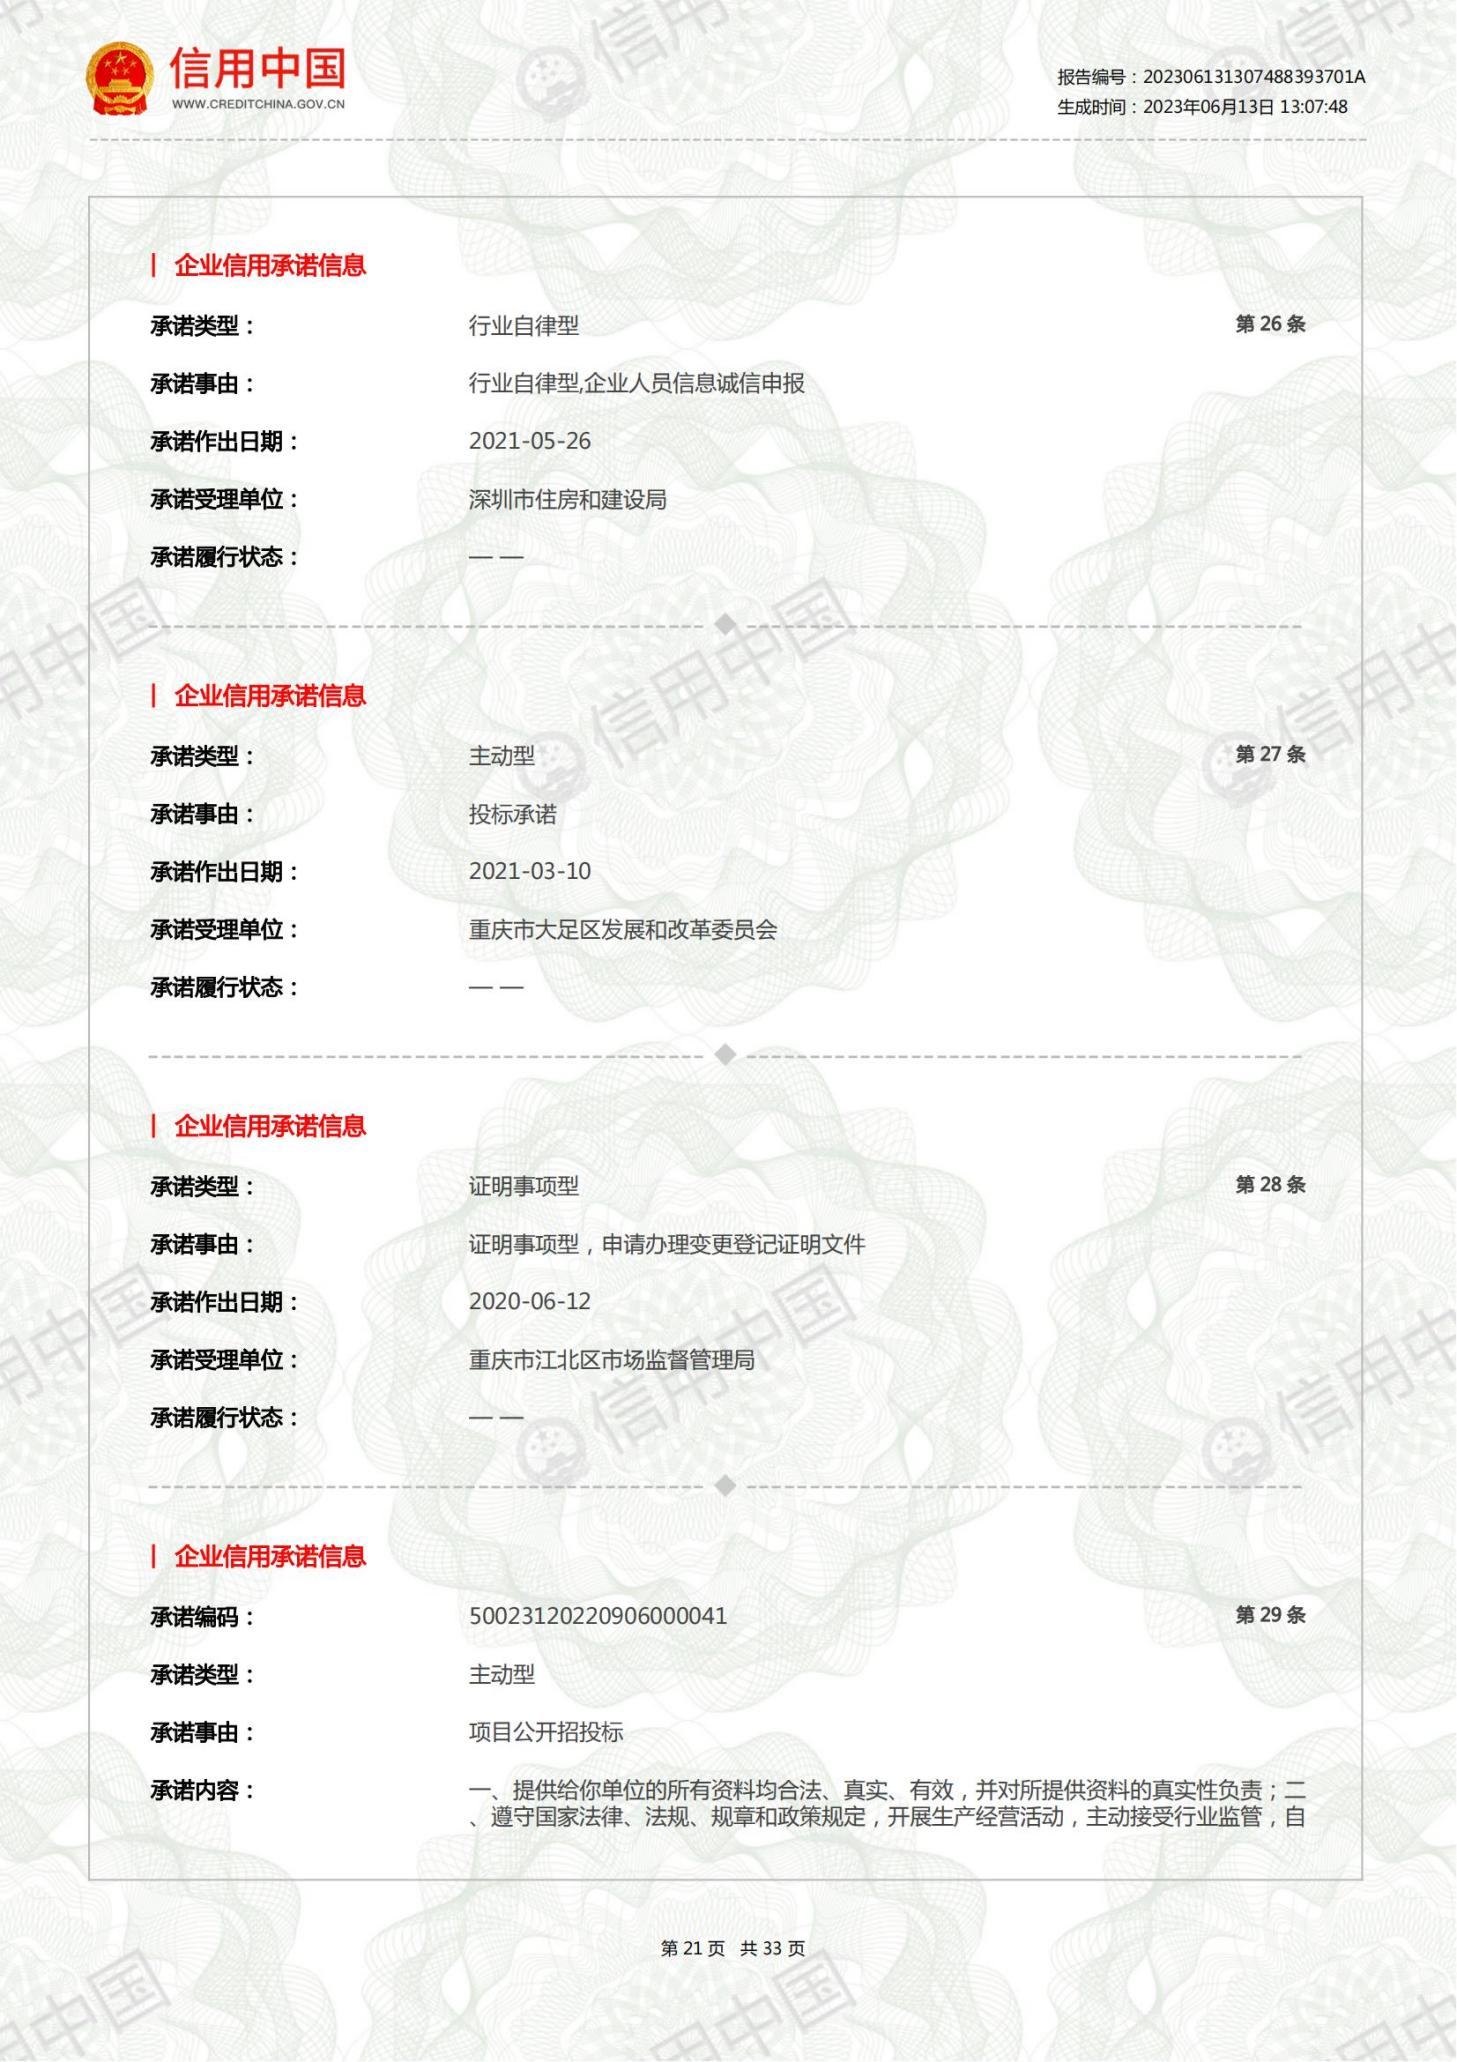 信用中国
WWW.CREDITCHINA.GOV.CN
报告编号：202306131307488393701A
生成时间：2023年06月13日 13:07:48
企业信用承诺信息
承诺类型： 行业自律型 第 26 条
承诺事由： 行业自律型,企业人员信息诚信申报
承诺作出日期： 2021-05-26
承诺受理单位： 深圳市住房和建设局
承诺履行状态： — —
企业信用承诺信息
承诺类型： 主动型 第 27 条
承诺事由： 投标承诺
承诺作出日期： 2021-03-10
承诺受理单位： 重庆市大足区发展和改革委员会
承诺履行状态： — —
企业信用承诺信息
承诺类型： 证明事项型 第 28 条
承诺事由： 证明事项型，申请办理变更登记证明文件
承诺作出日期： 2020-06-12
承诺受理单位： 重庆市江北区市场监督管理局
承诺履行状态： — —
企业信用承诺信息
承诺编码： 50023120220906000041 第 29 条
承诺类型： 主动型
承诺事由： 项目公开招投标
承诺内容： 一、提供给你单位的所有资料均合法、真实、有效，并对所提供资料的真实性负责；二
、遵守国家法律、法规、规章和政策规定，开展生产经营活动，主动接受行业监管，自
第 21 页 共 33 页